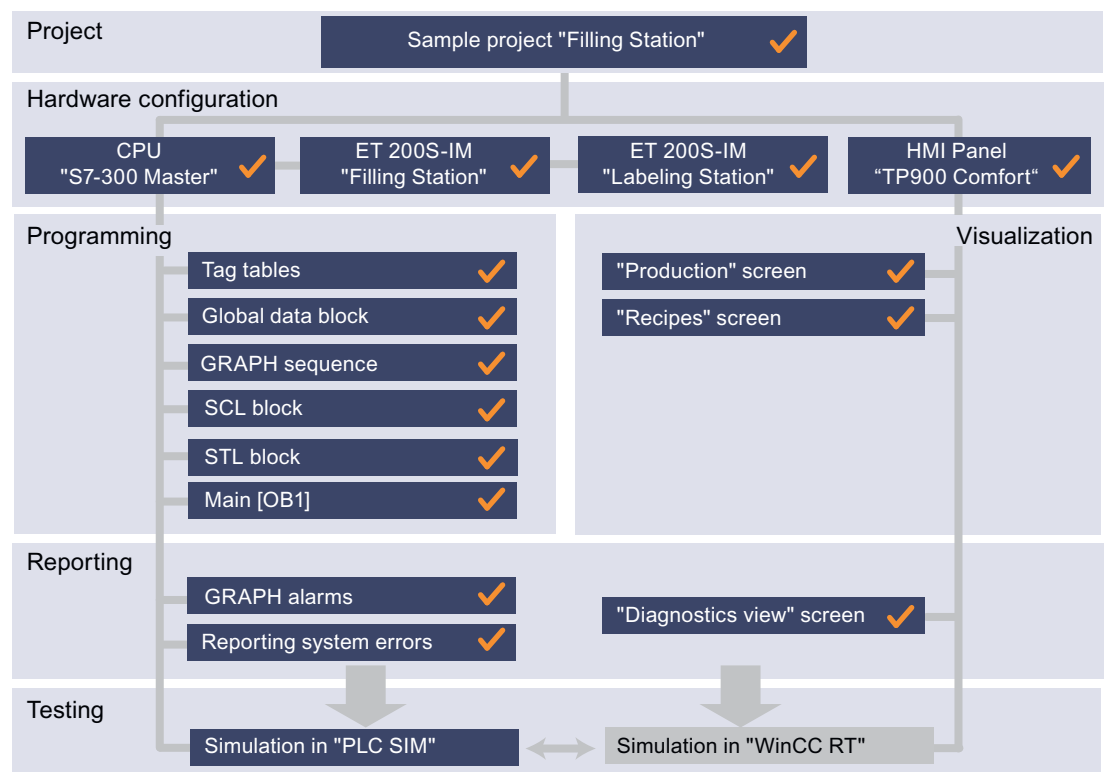 Project
Sample project "Filling Station"
Hardware configuration
CPU
"S7-300 Master"
ET 200S-IM
"Filling Station"
ET 200S-IM
"Labeling Station"
HMI Panel
“TP900 Comfort“
Programming
Tag tables
Global data block
GRAPH sequence
SCL block
STL block
Main [OB1]
Visualization
"Production" screen
"Recipes" screen
Reporting
GRAPH alarms
Reporting system errors
"Diagnostics view" screen
Testing
Simulation in "PLC SIM"
Simulation in "WinCC RT"